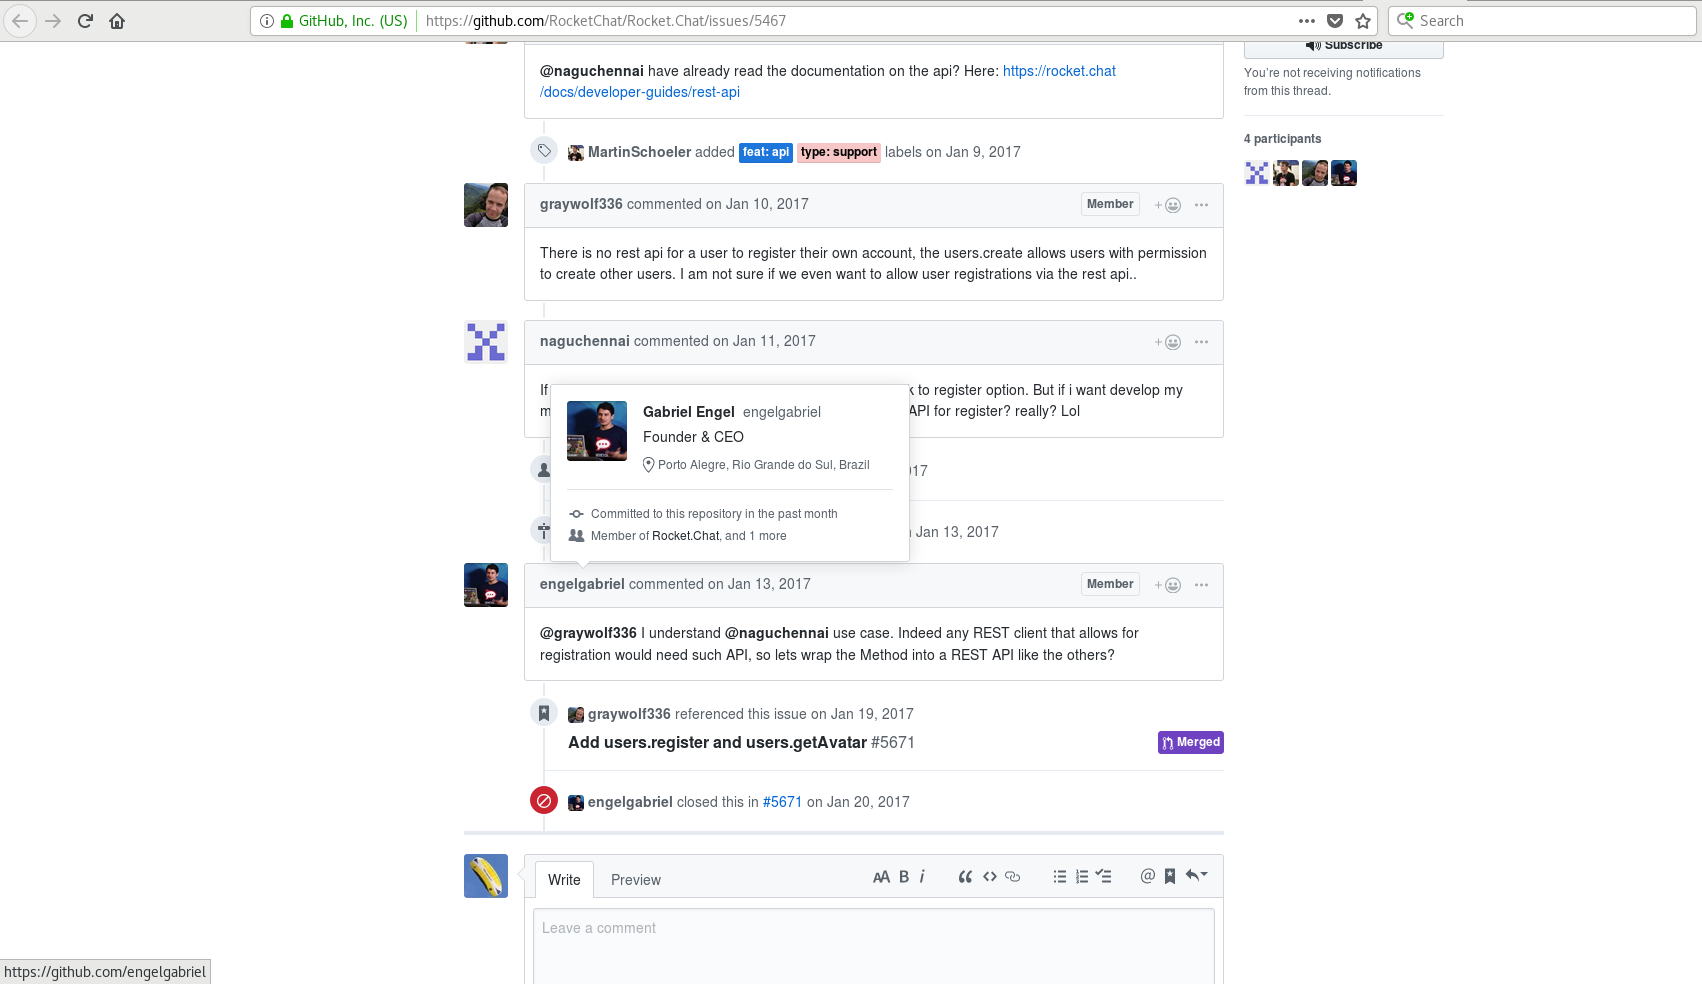 GitHub, Inc. (US)
https://github.com/RocketChat/Rocket.Chat/issues/5467
Search
@naguchennai have already read the documentation on the api? Here: https://rocket.chat
/docs/developer-guides/rest-api
Subscribe
You're not receiving notifications
from this thread.
4 participants
MartinSchoeler added feat: api type: support labels on Jan 9, 2017
graywolf336 commented on Jan 10, 2017
Member
There is no rest api for a user to register their own account, the users.create allows users with permission
to create other users. I am not sure if we even want to allow user registrations via the rest api..
naguchennai commented on Jan 11, 2017
If
to register option. But if i want develop my
API for register? really? Lol
Gabriel Engel engelgabriel
Founder & CEO
Porto Alegre, Rio Grande do Sul, Brazil
Committed to this repository in the past month
Member of Rocket.Chat, and 1 more
Jan 13, 2017
engelgabriel commented on Jan 13, 2017
Member
@graywolf336 I understand @naguchennai use case. Indeed any REST client that allows for
registration would need such API, so lets wrap the Method into a REST API like the others?
graywolf336 referenced this issue on Jan 19, 2017
Add users.register and users.getAvatar #5671
Merged
engelgabriel closed this in #5671 on Jan 20, 2017
Write
Preview
AA B i
Leave a comment
https://github.com/engelgabriel